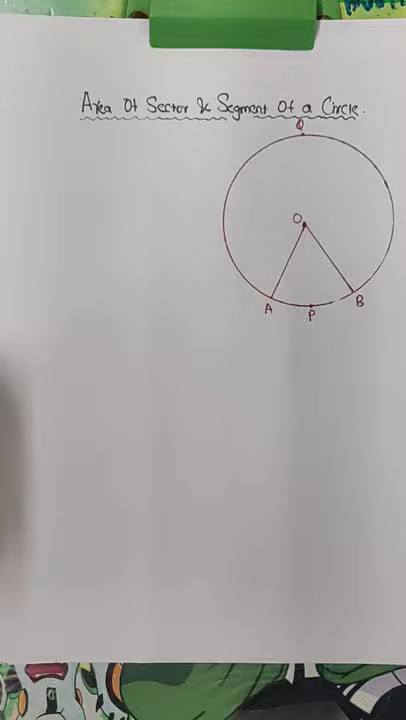 Area Of Sector & Segment Of a Circle.
Q
O
A
P
B